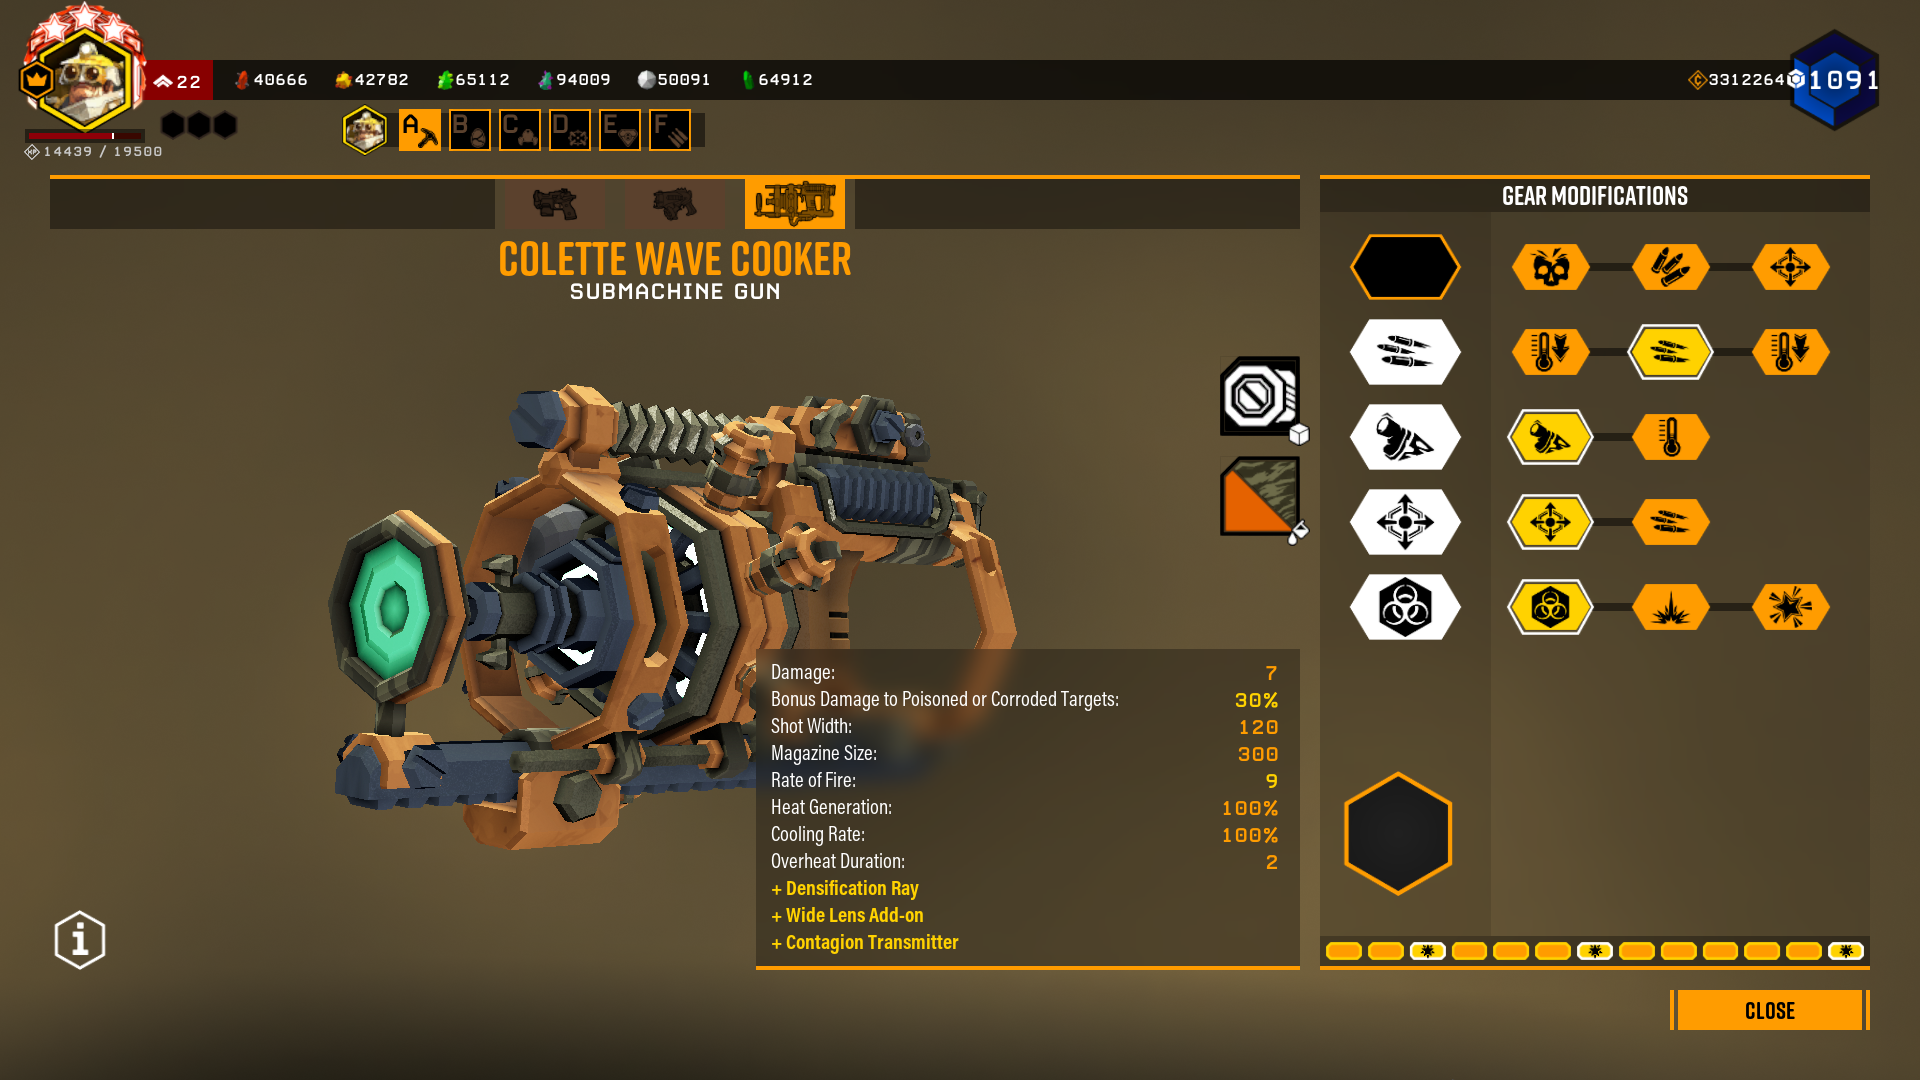 22
40666
42782
65112
94009
50091
64912
3312264
1091
14439 / 19500
A
B
C
D
E
F
COLETTE WAVE COOKER
SUBMACHINE GUN
GEAR MODIFICATIONS
Damage: 7
Bonus Damage to Poisoned or Corroded Targets: 30%
Shot Width: 120
Magazine Size: 300
Rate of Fire: 9
Heat Generation: 100%
Cooling Rate: 100%
Overheat Duration: 2
+ Densification Ray
+ Wide Lens Add-on
+ Contagion Transmitter
CLOSE